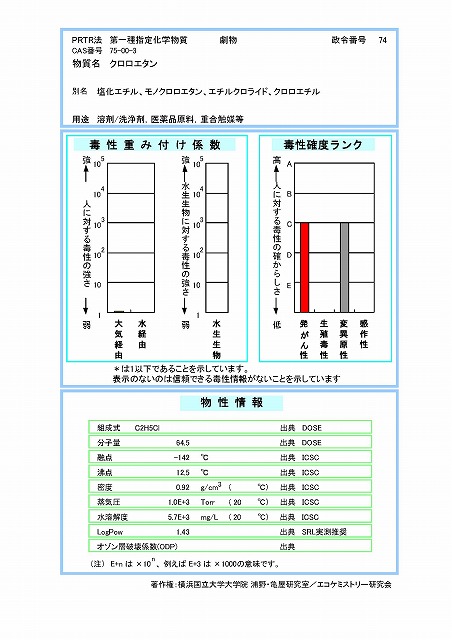 PRTR法 第一種指定化学物質 劇物 政令番号 74
CAS番号 75-00-3
物質名 クロロエタン
別名 塩化エチル、モノクロロエタン、エチルクロライド、クロロエチル
用途 溶剤/洗浄剤, 医薬品原料, 重合触媒等
毒性重み付け係数
強
人に対する毒性の強さ
弱
10^5
10^4
10^3
10^2
10^1
1
大気経由
水経由
強
水生生物に対する毒性の強さ
弱
10^5
10^4
10^3
10^2
10^1
1
水生生物
毒性確度ランク
高
人に対する毒性の確からしさ
低
A
B
C
D
E
発がん性
生殖毒性
変異原性
感作性
*は1以下であることを示しています。
表示のないのは信頼できる毒性情報がないことを示しています
物性情報
組成式 C2H5Cl 出典 DOSE
分子量 64.5 出典 DOSE
融点 -142 ℃ 出典 ICSC
沸点 12.5 ℃ 出典 ICSC
密度 0.92 g/cm^3 ( ℃) 出典 ICSC
蒸気圧 1.0E+3 Torr (20 ℃) 出典 ICSC
水溶解度 5.7E+3 mg/L (20 ℃) 出典 ICSC
LogPow 1.43 出典 SRL実測推奨
オゾン層破壊係数(ODP) 出典
(注) E+n は ×10^n、例えば E+3 は ×1000の意味です。
著作権:横浜国立大学大学院 浦野・亀屋研究室/エコケミストリー研究会